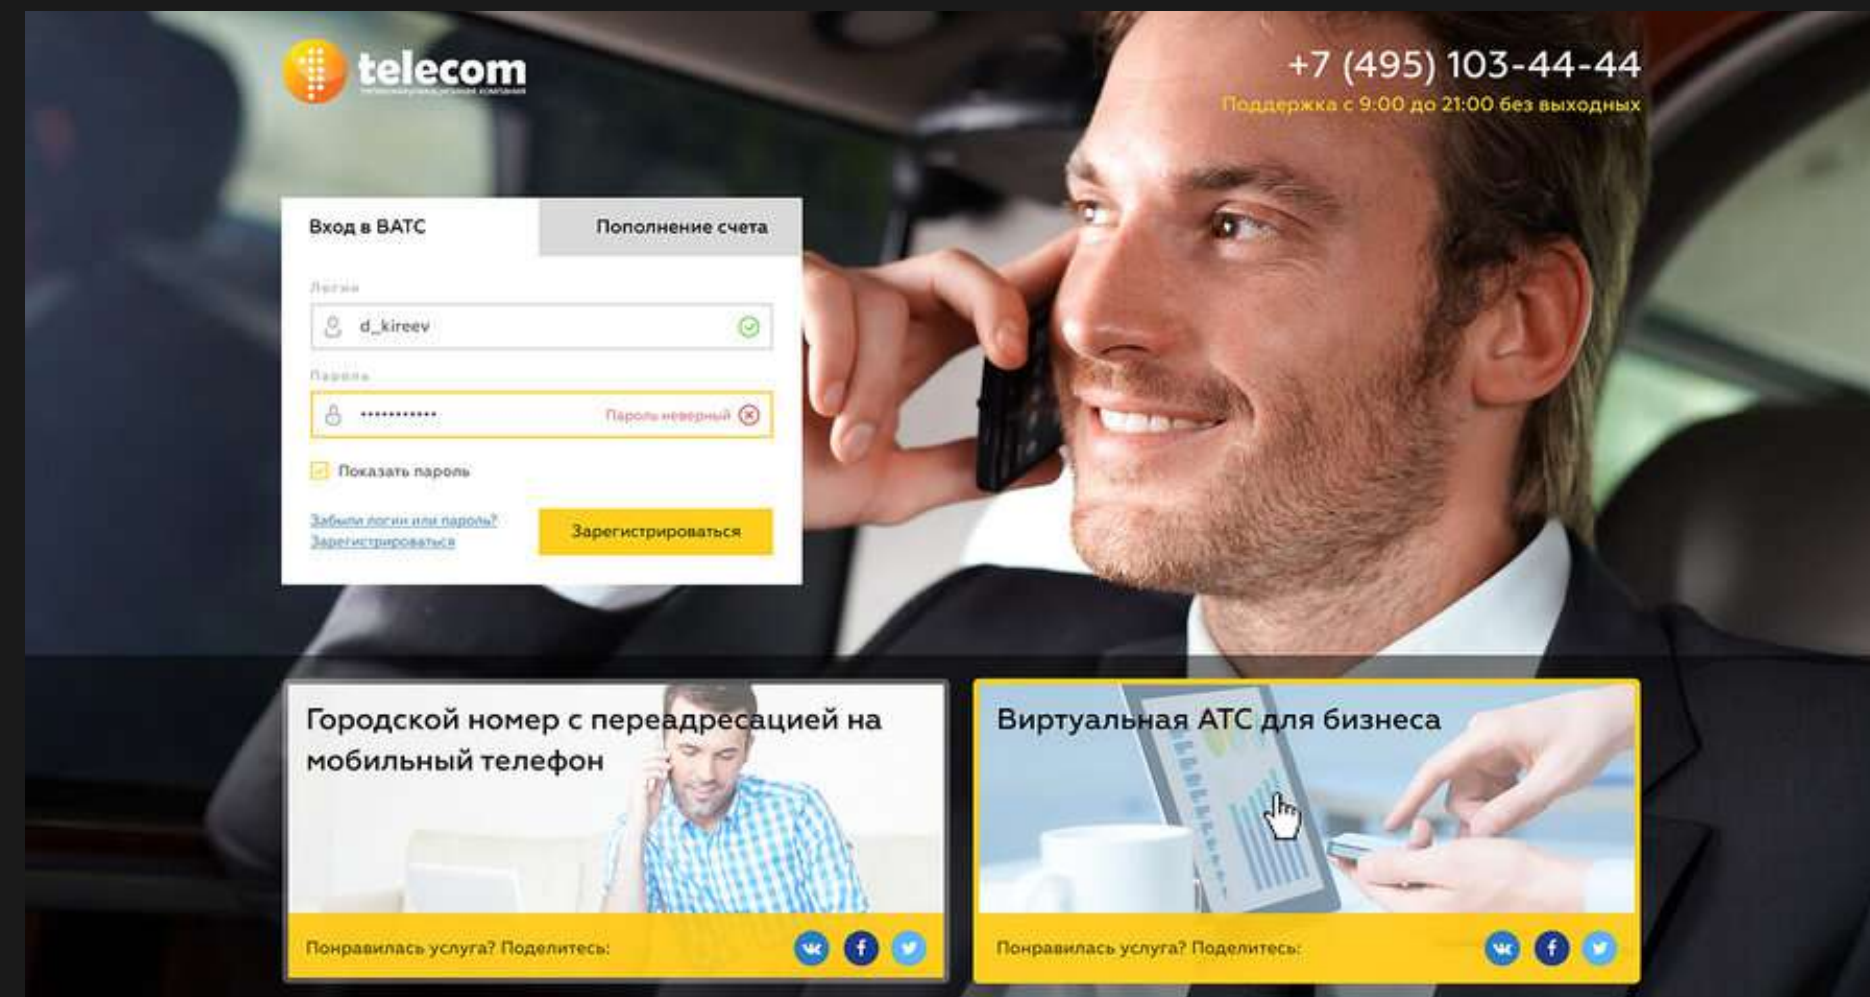 telecom
телекоммуникационная компания
+7 (495) 103-44-44
Поддержка с 9:00 до 21:00 без выходных
Вход в ВАТС
Пополнение счета
Логин
d_kireev
Пароль
•••••••••••
Пароль неверный
Показать пароль
Забыли логин или пароль?
Зарегистрироваться
Зарегистрироваться
Городской номер с переадресацией на
мобильный телефон
Виртуальная АТС для бизнеса
Понравилась услуга? Поделитесь:
Понравилась услуга? Поделитесь: